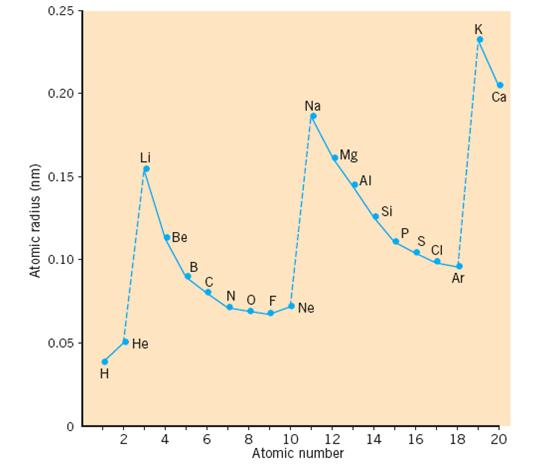 0.25
K
0.20
Ca
Na
Li
Mg
0.15
Al
Si
Atomic radius (nm)
Be
P
S
Cl
0.10
B
C
Ar
N
O
F
Ne
0.05
He
H
0
2
4
6
8
10
12
14
16
18
20
Atomic number